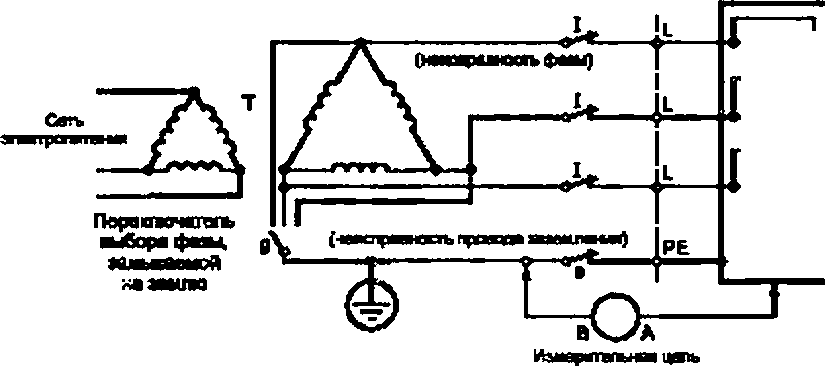 I
L
(неисправность фазы)
Сеть
электропитания
T
I
L
I
L
Переключатель
выбора фазы,
замыкаемой
на землю
g
(неисправность провода заземления)
PE
e
B
A
Измерительная цепь